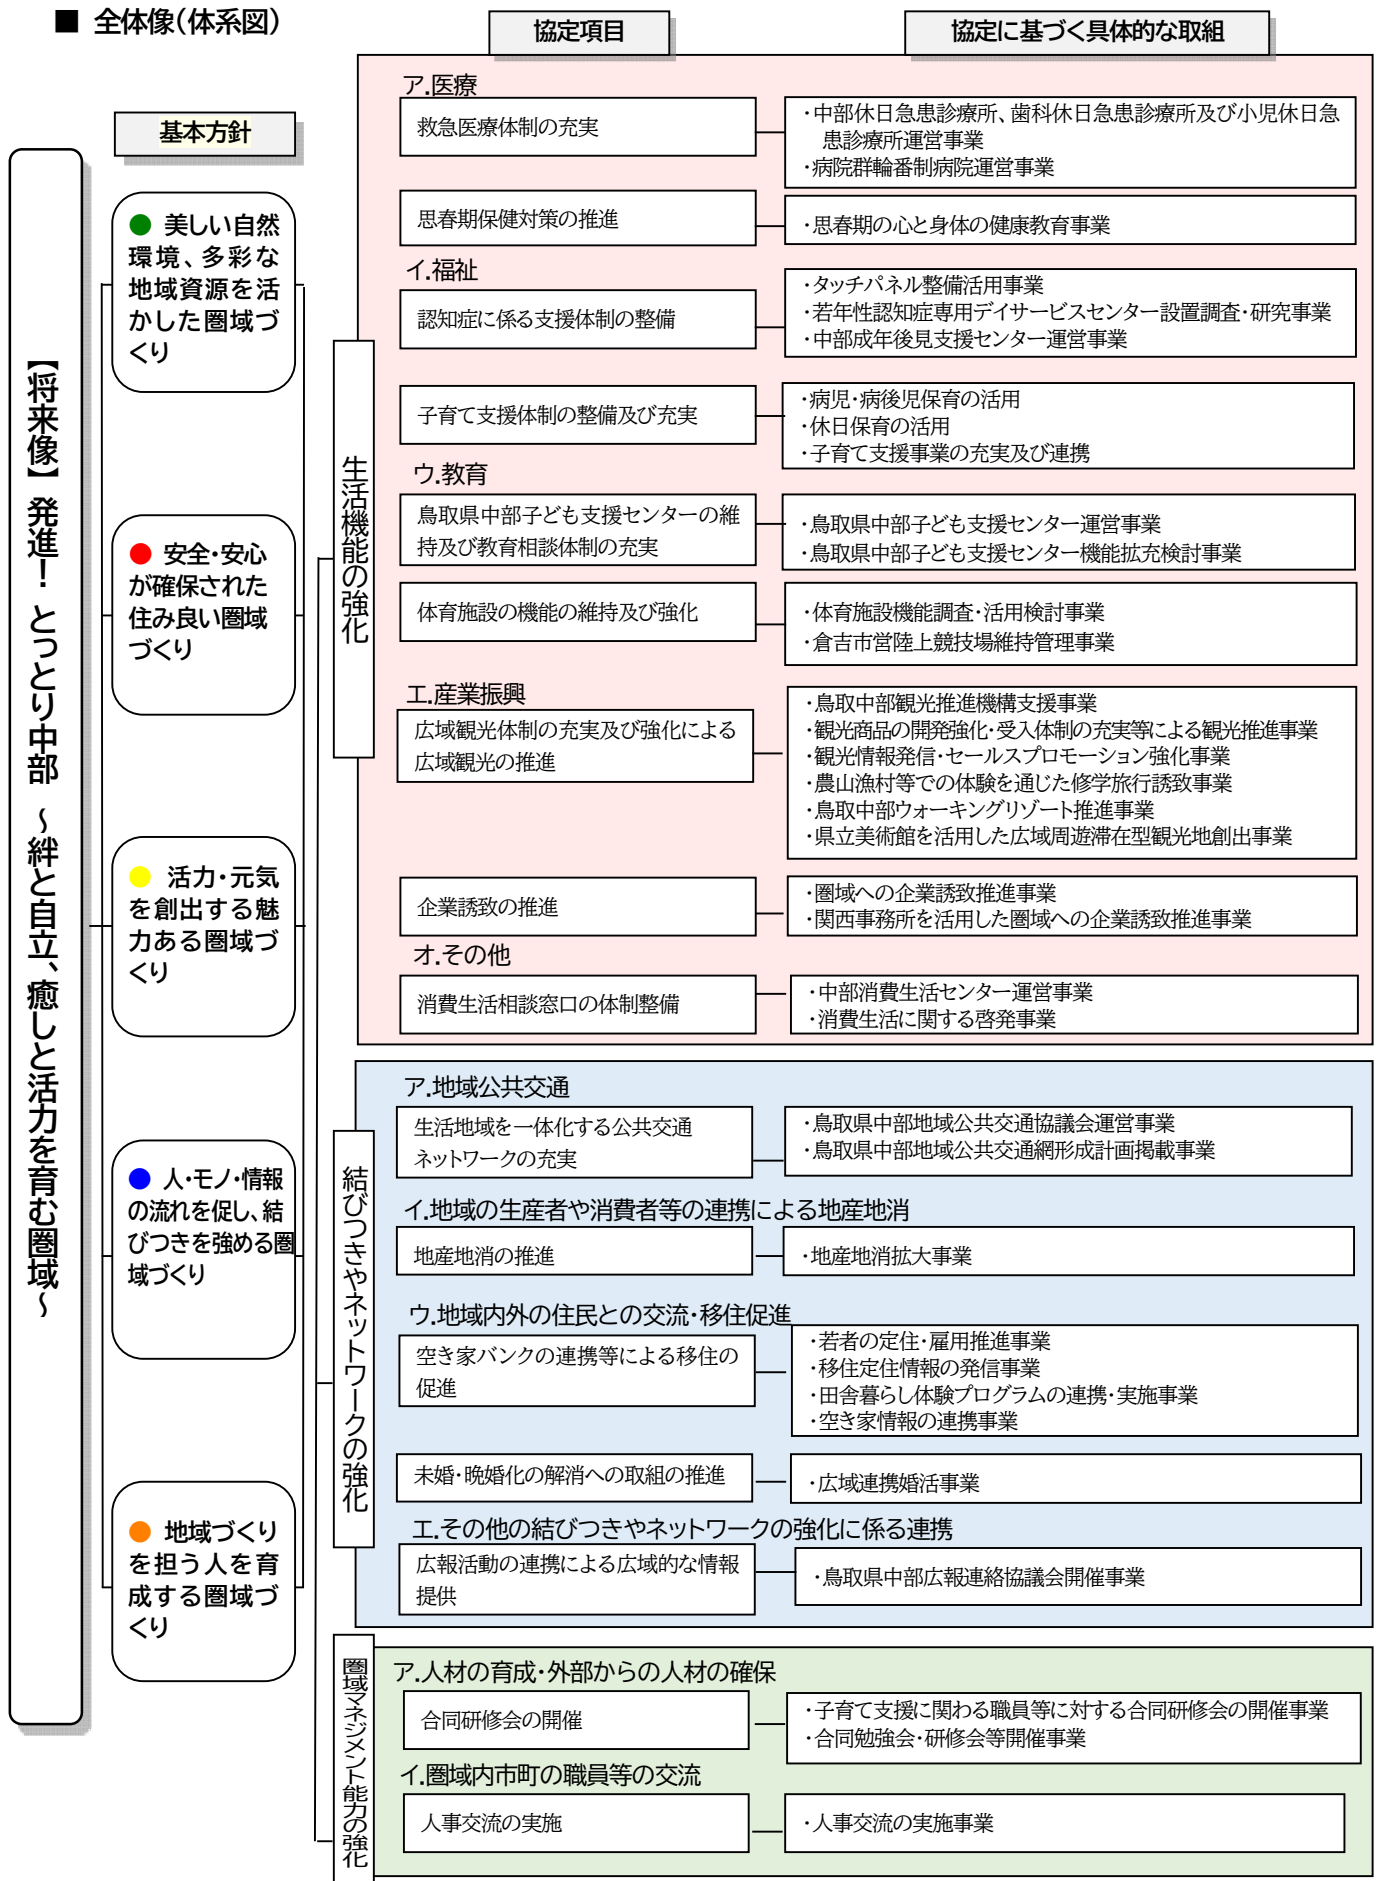 ■ 全体像（体系図）
協定項目
協定に基づく具体的な取組
基本方針
【将来像】 発進！ とっとり中部 ～絆と自立、癒しと活力を育む圏域～
● 美しい自然
環境、多彩な
地域資源を活
かした圏域づ
くり
● 安全・安心
が確保された
住み良い圏域
づくり
● 活力・元気
を創出する魅
力ある圏域づ
くり
● 人・モノ・情報
の流れを促し、結
びつきを強める圏
域づくり
● 地域づくり
を担う人を育
成する圏域づ
くり
生活機能の強化
ア.医療
救急医療体制の充実
・中部休日急患診療所、歯科休日急患診療所及び小児休日急
患診療所運営事業
・病院群輪番制病院運営事業
思春期保健対策の推進
・思春期の心と身体の健康教育事業
イ.福祉
認知症に係る支援体制の整備
・タッチパネル整備活用事業
・若年性認知症専用デイサービスセンター設置調査・研究事業
・中部成年後見支援センター運営事業
子育て支援体制の整備及び充実
・病児・病後児保育の活用
・休日保育の活用
・子育て支援事業の充実及び連携
ウ.教育
鳥取県中部子ども支援センターの維
持及び教育相談体制の充実
・鳥取県中部子ども支援センター運営事業
・鳥取県中部子ども支援センター機能拡充検討事業
体育施設の機能の維持及び強化
・体育施設機能調査・活用検討事業
・倉吉市営陸上競技場維持管理事業
エ.産業振興
広域観光体制の充実及び強化による
広域観光の推進
・鳥取中部観光推進機構支援事業
・観光商品の開発強化・受入体制の充実等による観光推進事業
・観光情報発信・セールスプロモーション強化事業
・農山漁村等での体験を通じた修学旅行誘致事業
・鳥取中部ウォーキングリゾート推進事業
・県立美術館を活用した広域周遊滞在型観光地創出事業
企業誘致の推進
・圏域への企業誘致推進事業
・関西事務所を活用した圏域への企業誘致推進事業
オ.その他
消費生活相談窓口の体制整備
・中部消費生活センター運営事業
・消費生活に関する啓発事業
結びつきやネットワークの強化
ア.地域公共交通
生活地域を一体化する公共交通
ネットワークの充実
・鳥取県中部地域公共交通協議会運営事業
・鳥取県中部地域公共交通網形成計画掲載事業
イ.地域の生産者や消費者等の連携による地産地消
地産地消の推進
・地産地消拡大事業
ウ.地域内外の住民との交流・移住促進
空き家バンクの連携等による移住の
促進
・若者の定住・雇用推進事業
・移住定住情報の発信事業
・田舎暮らし体験プログラムの連携・実施事業
・空き家情報の連携事業
未婚・晩婚化の解消への取組の推進
・広域連携婚活事業
エ.その他の結びつきやネットワークの強化に係る連携
広報活動の連携による広域的な情報
提供
・鳥取県中部広報連絡協議会開催事業
圏域マネジメント能力の強化
ア.人材の育成・外部からの人材の確保
合同研修会の開催
・子育て支援に関わる職員等に対する合同研修会の開催事業
・合同勉強会・研修会等開催事業
イ.圏域内市町の職員等の交流
人事交流の実施
・人事交流の実施事業